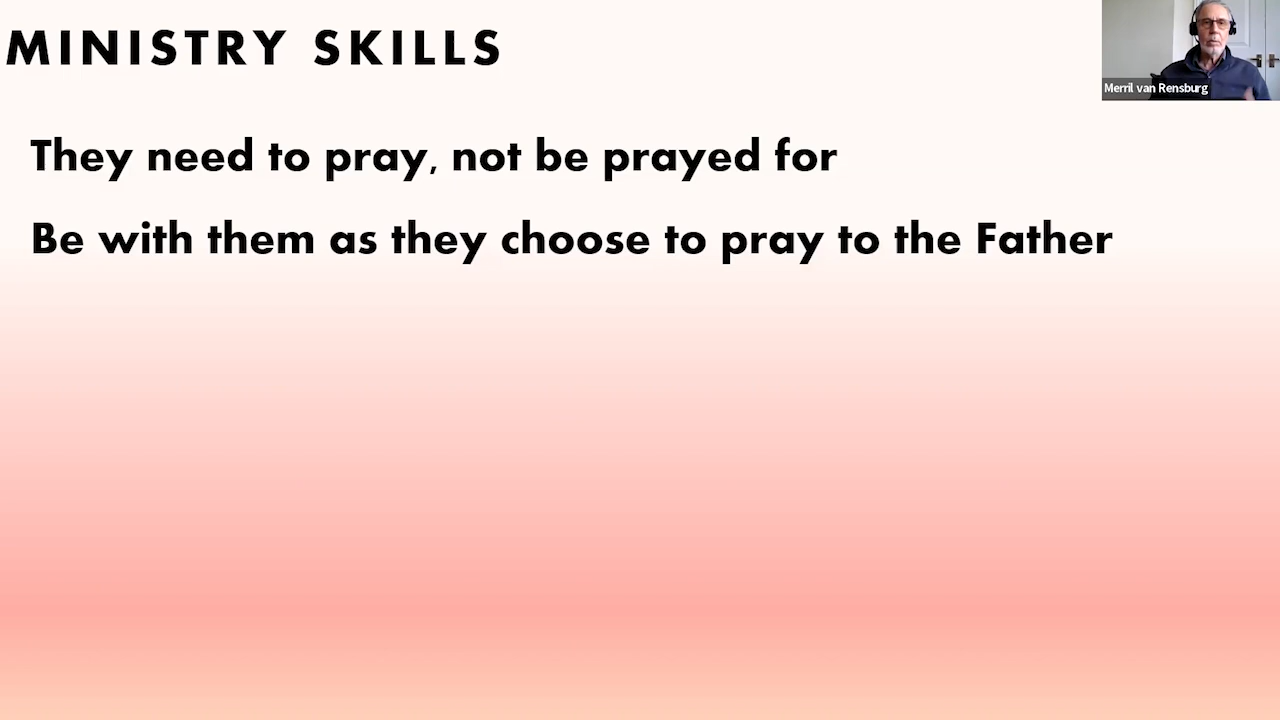 MINISTRY SKILLS
Merril van Rensburg
They need to pray, not be prayed for
Be with them as they choose to pray to the Father